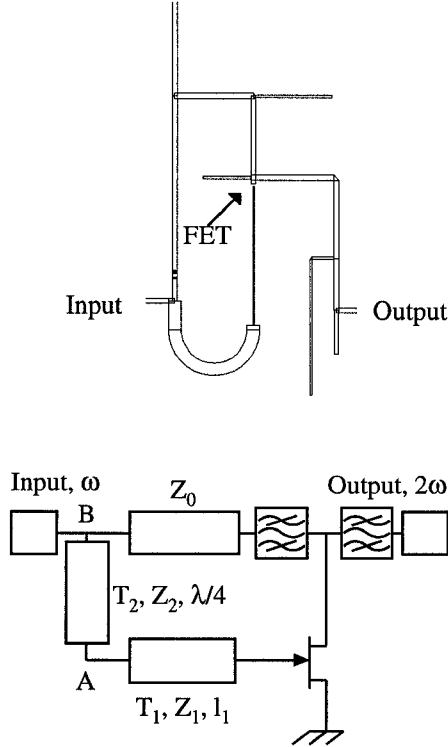 FET
Input
Output
Input, ω
Z₀
Output, 2ω
B
T₂, Z₂, λ/4
A
T₁, Z₁, l₁